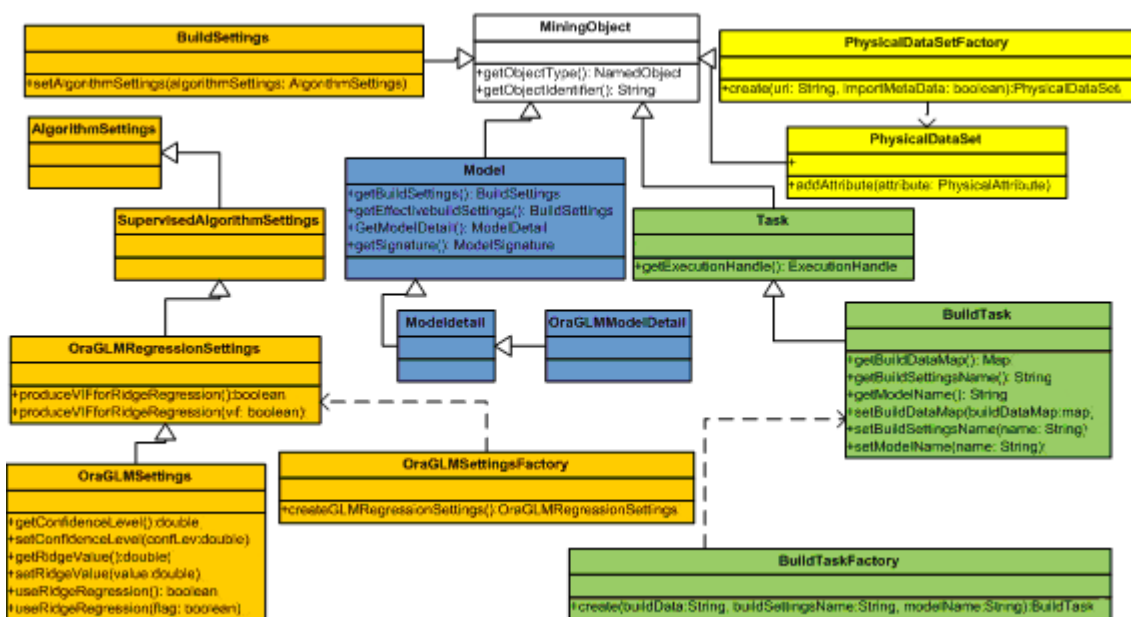 MiningObject
+getObjectType(): NamedObject
+getObjectIdentifier(): String
BuildSettings
+setAlgorithmSettings(algorithmSettings: AlgorithmSettings)
PhysicalDataSetFactory
+create(url: String, importMetaData: boolean):PhysicalDataSet
AlgorithmSettings
PhysicalDataSet
+
+addAttribute(attribute: PhysicalAttribute)
Model
+getBuildSettings(): BuildSettings
+getEffectivebuildSettings(): BuildSettings
+GetModelDetail(): ModelDetail
+getSignature(): ModelSignature
SupervisedAlgorithmSettings
Task
+getExecutionHandle(): ExecutionHandle
Modeldetail
OraGLMModelDetail
BuildTask
+getBuildDataMap(): Map
+getBuildSettingsName(): String
+getModelName(): String
+setBuildDataMap(buildDataMap:map,
+setBuildSettingsName(name: String)
+setModelName(name: String);
OraGLMRegressionSettings
+produceVIFforRidgeRegression():boolean
+produceVIFforRidgeRegression(vif: boolean)
OraGLMSettingsFactory
+createGLMRegressionSettings():OraGLMRegressionSettings
OraGLMSettings
+getConfidenceLevel():double
+setConfidenceLevel(confLev:double)
+getRidgeValue():double
+setRidgeValue(value:double)
+useRidgeRegression(): boolean
+useRidgeRegression(flag: boolean)
BuildTaskFactory
+create(buildData:String, buildSettingsName:String, modelName:String):BuildTask